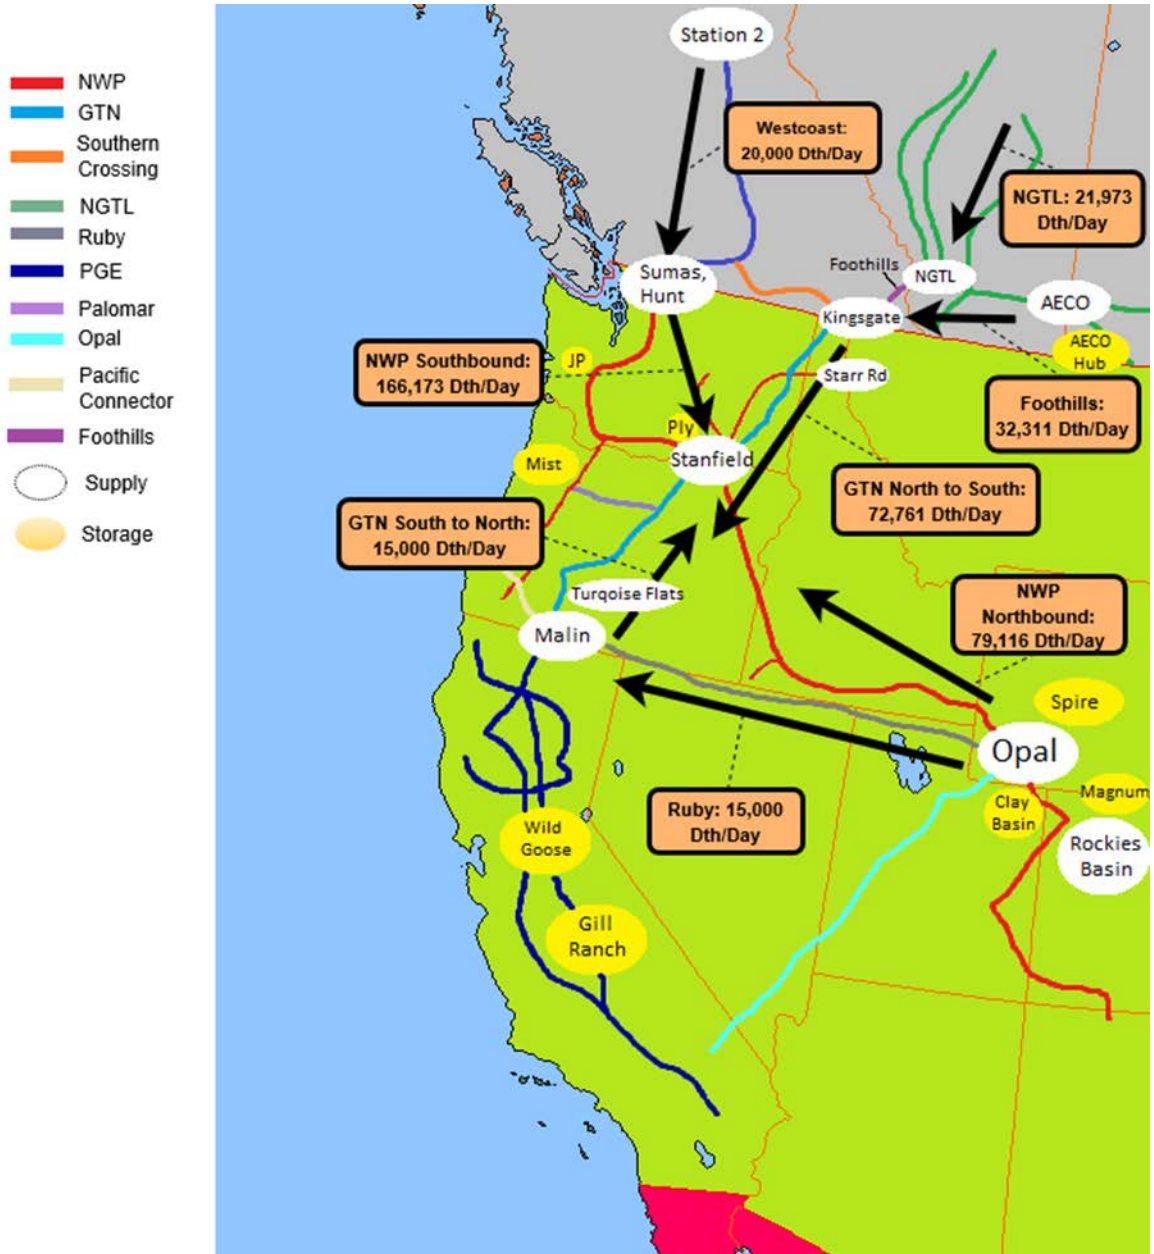 NWP
GTN
Southern
Crossing
NGTL
Ruby
PGE
Palomar
Opal
Pacific
Connector
Foothills
Supply
Storage
Station 2
Westcoast:
20,000 Dth/Day
NGTL: 21,973
Dth/Day
Foothills
NGTL
Sumas,
Hunt
AECO
Kingsgate
AECO
Hub
NWP Southbound:
166,173 Dth/Day
JP
Starr Rd
Foothills:
32,311 Dth/Day
Ply
Stanfield
Mist
GTN North to South:
72,761 Dth/Day
GTN South to North:
15,000 Dth/Day
Turqoise Flats
NWP
Northbound:
79,116 Dth/Day
Malin
Spire
Opal
Ruby: 15,000
Dth/Day
Clay
Basin
Magnum
Wild
Goose
Rockies
Basin
Gill
Ranch